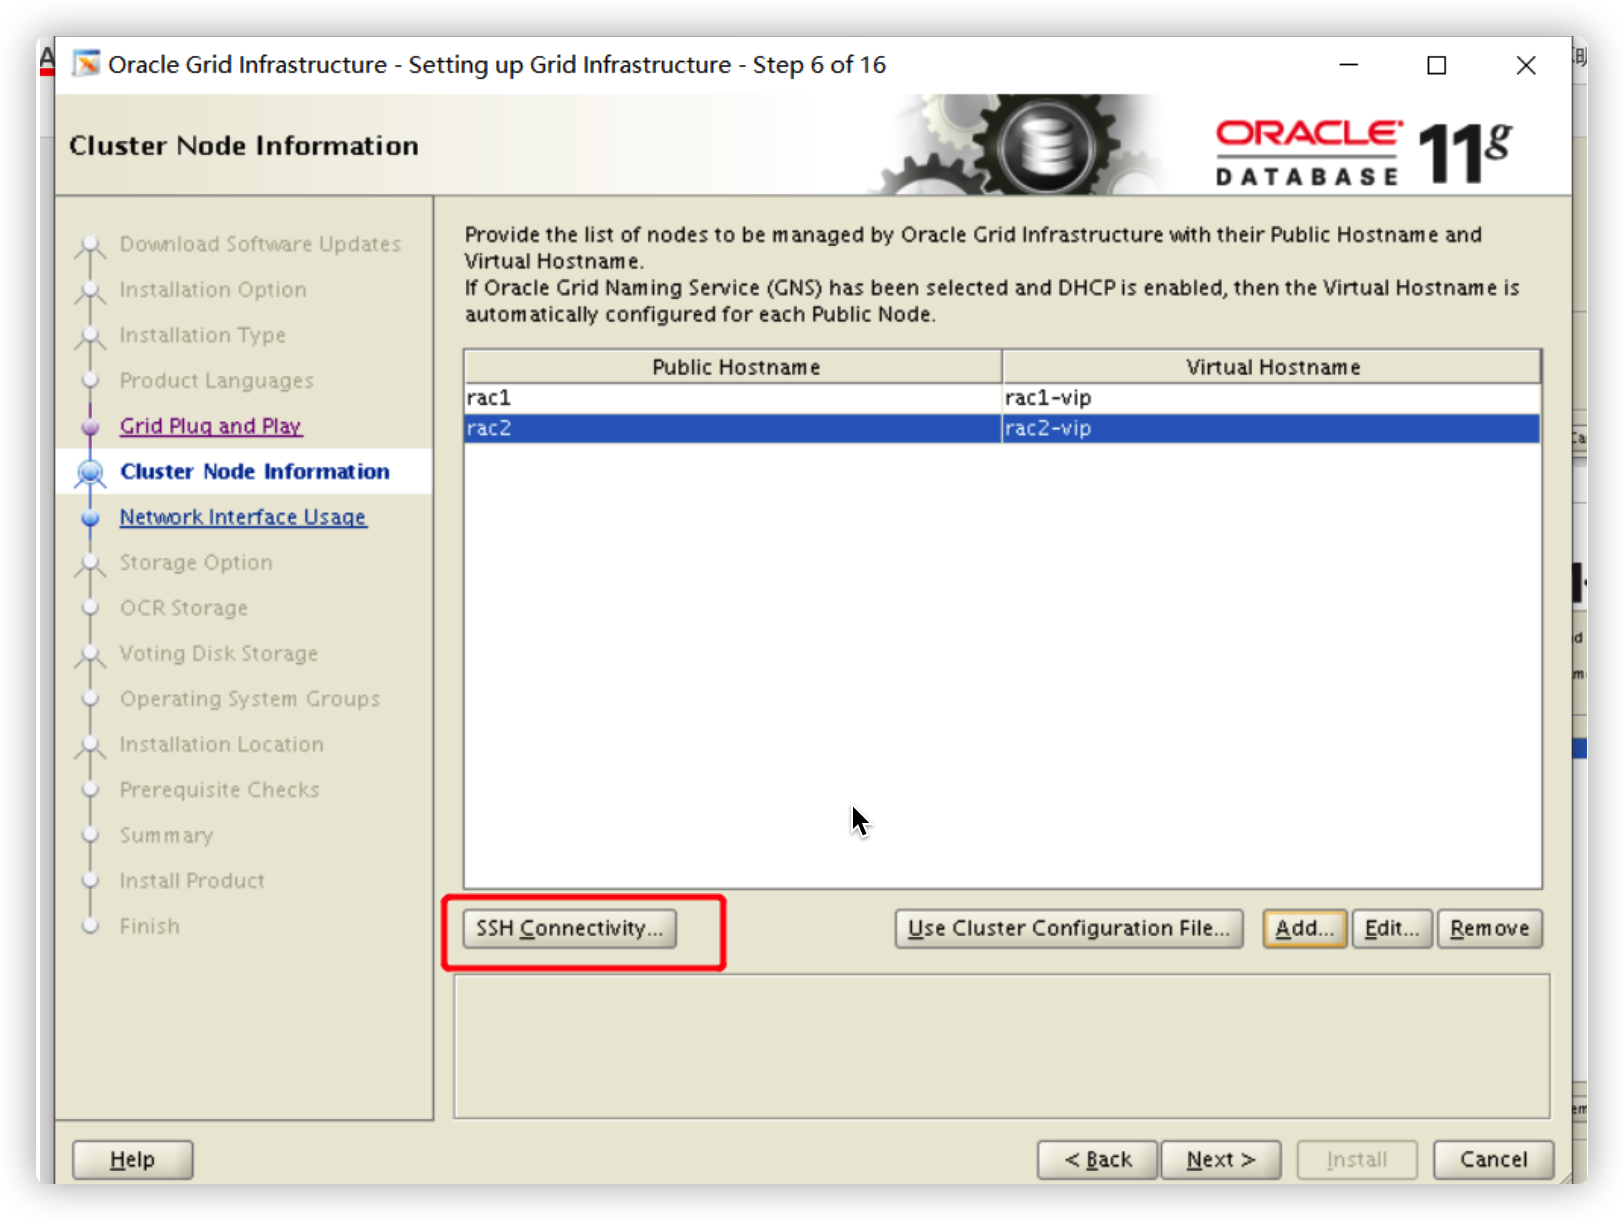 Oracle Grid Infrastructure - Setting up Grid Infrastructure - Step 6 of 16
Cluster Node Information
ORACLE
DATABASE
11g
Download Software Updates
Installation Option
Installation Type
Product Languages
Grid Plug and Play
Cluster Node Information
Network Interface Usage
Storage Option
OCR Storage
Voting Disk Storage
Operating System Groups
Installation Location
Prerequisite Checks
Summary
Install Product
Finish
Provide the list of nodes to be managed by Oracle Grid Infrastructure with their Public Hostname and
Virtual Hostname.
If Oracle Grid Naming Service (GNS) has been selected and DHCP is enabled, then the Virtual Hostname is
automatically configured for each Public Node.
Public Hostname Virtual Hostname
rac1 rac1-vip
rac2 rac2-vip
SSH Connectivity... Use Cluster Configuration File... Add... Edit... Remove
Help < Back Next > Install Cancel